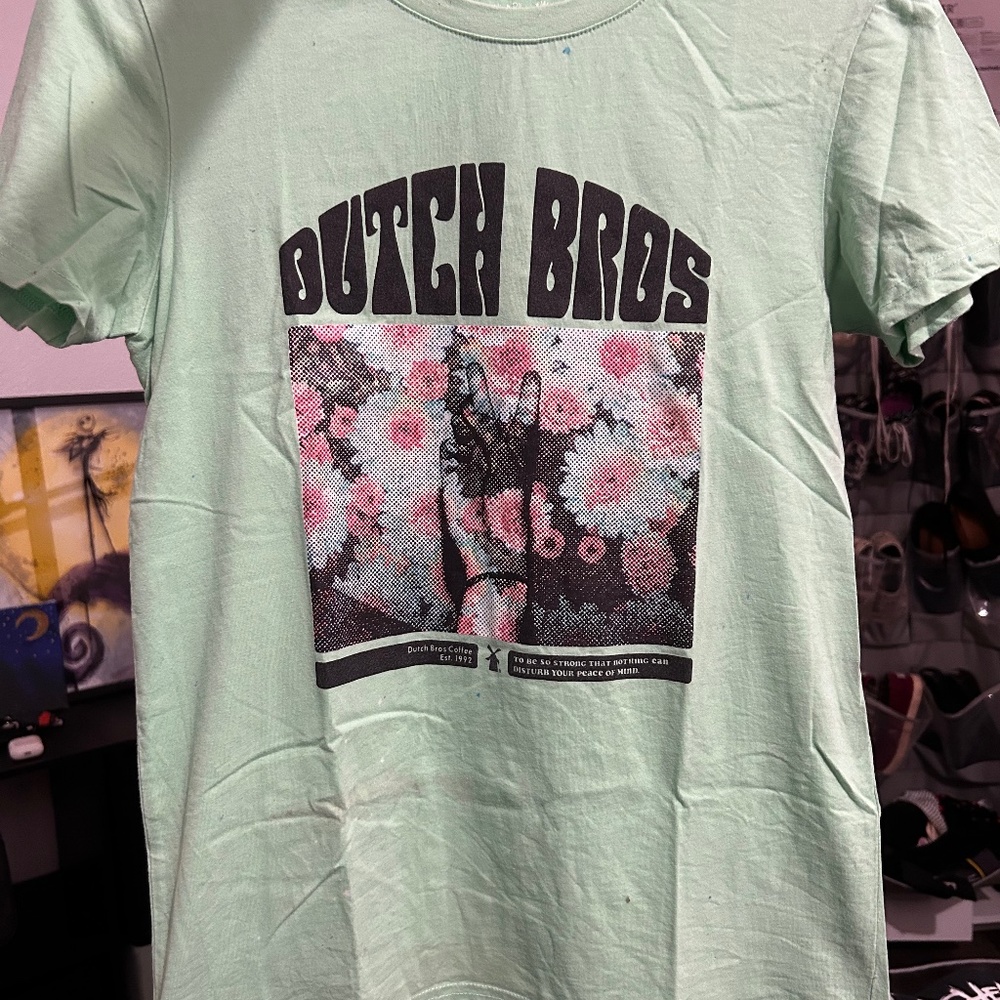 DUTCH BROS
Dutch Bros Coffee
Est. 1992
TO BE SO STRONG THAT NOTHING can
DISTURB YOUR Peace OF MIND.